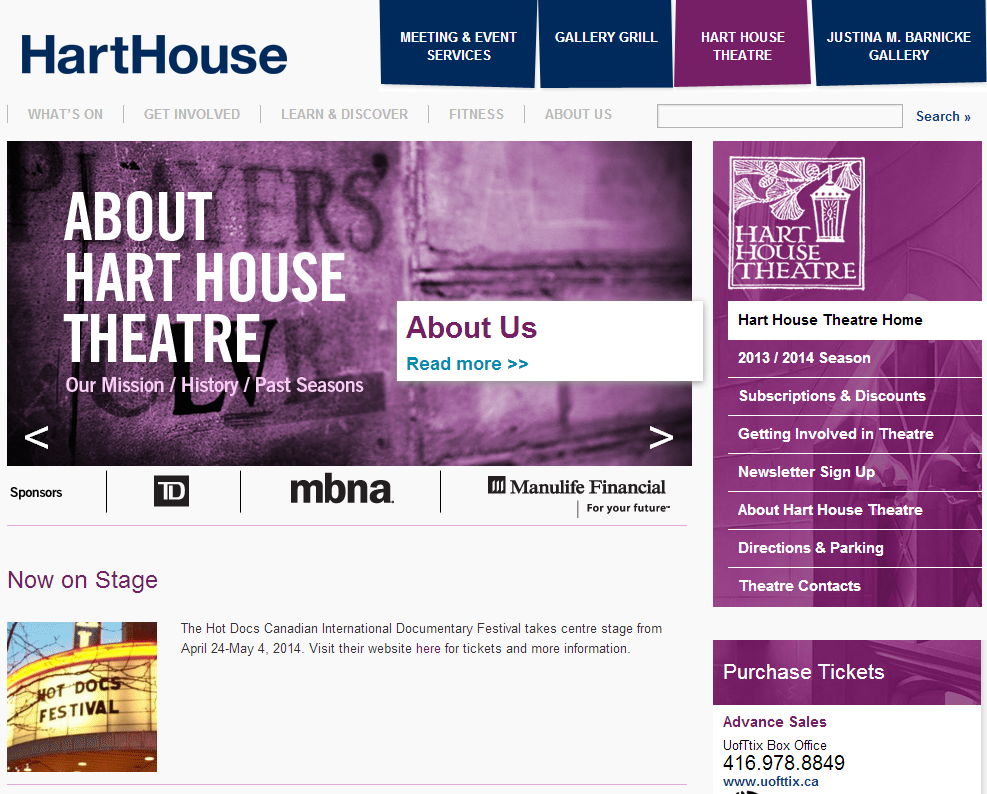 HartHouse
MEETING & EVENT
SERVICES
GALLERY GRILL
HART HOUSE
THEATRE
JUSTINA M. BARNICKE
GALLERY
WHAT'S ON
GET INVOLVED
LEARN & DISCOVER
FITNESS
ABOUT US
Search »
PLAYERS'
ABOUT
HART HOUSE
THEATRE
Our Mission / History / Past Seasons
About Us
Read more >>
<
>
Sponsors
TD
mbna.
Manulife Financial
For your future™
HART
HOUSE
THEATRE
Hart House Theatre Home
2013 / 2014 Season
Subscriptions & Discounts
Getting Involved in Theatre
Newsletter Sign Up
About Hart House Theatre
Directions & Parking
Theatre Contacts
Now on Stage
HOT DOCS
FESTIVAL
The Hot Docs Canadian International Documentary Festival takes centre stage from
April 24-May 4, 2014. Visit their website here for tickets and more information.
Purchase Tickets
Advance Sales
UofTtix Box Office
416.978.8849
www.uofttix.ca